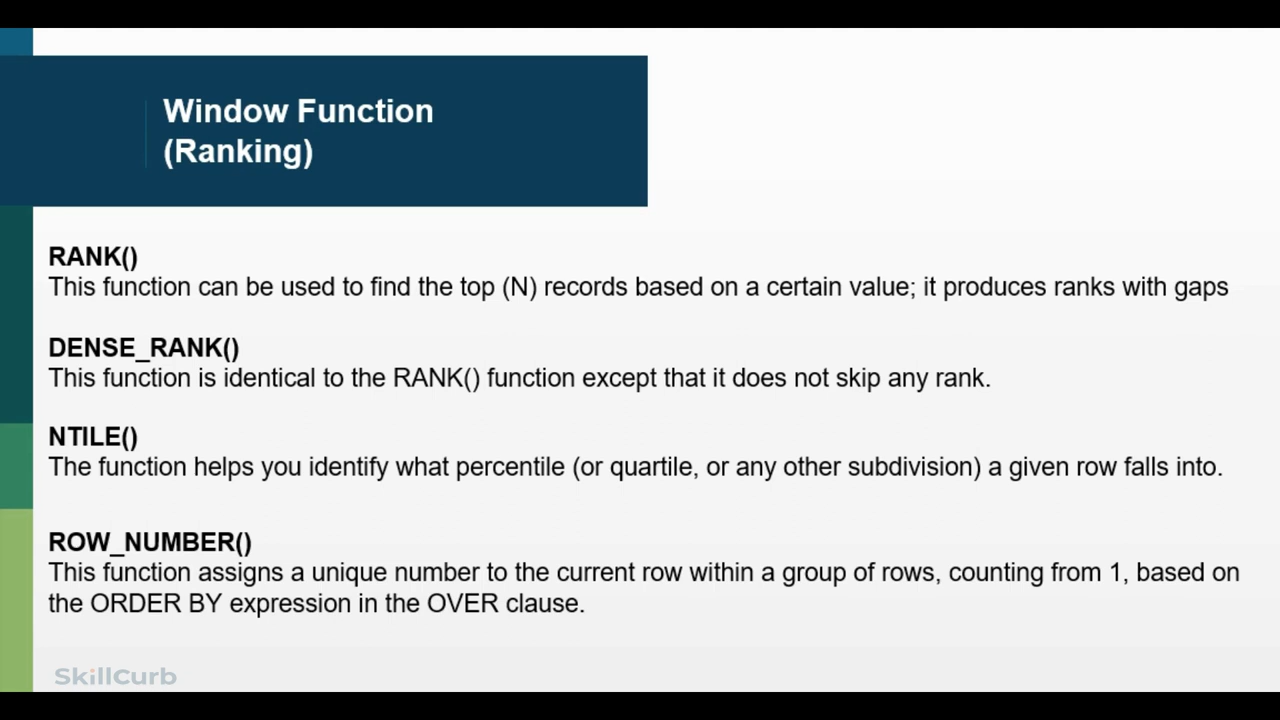 Window Function
(Ranking)
RANK()
This function can be used to find the top (N) records based on a certain value; it produces ranks with gaps
DENSE_RANK()
This function is identical to the RANK() function except that it does not skip any rank.
NTILE()
The function helps you identify what percentile (or quartile, or any other subdivision) a given row falls into.
ROW_NUMBER()
This function assigns a unique number to the current row within a group of rows, counting from 1, based on
the ORDER BY expression in the OVER clause.
SkillCurb